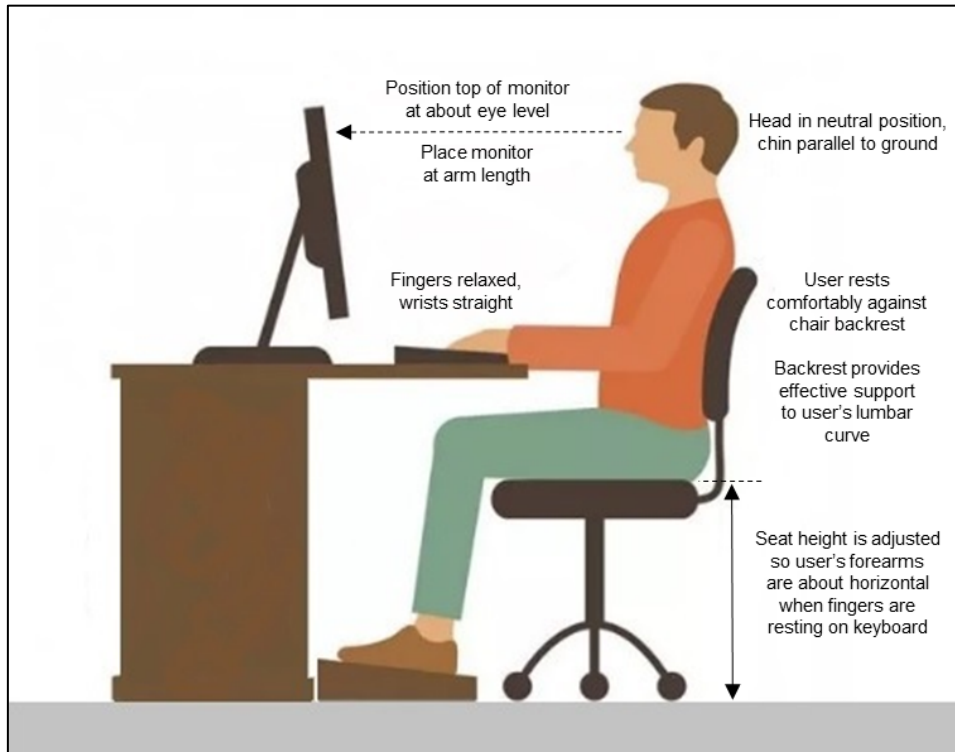 Position top of monitor
at about eye level
Place monitor
at arm length
Head in neutral position,
chin parallel to ground
Fingers relaxed,
wrists straight
User rests
comfortably against
chair backrest
Backrest provides
effective support
to user's lumbar
curve
Seat height is adjusted
so user's forearms
are about horizontal
when fingers are
resting on keyboard